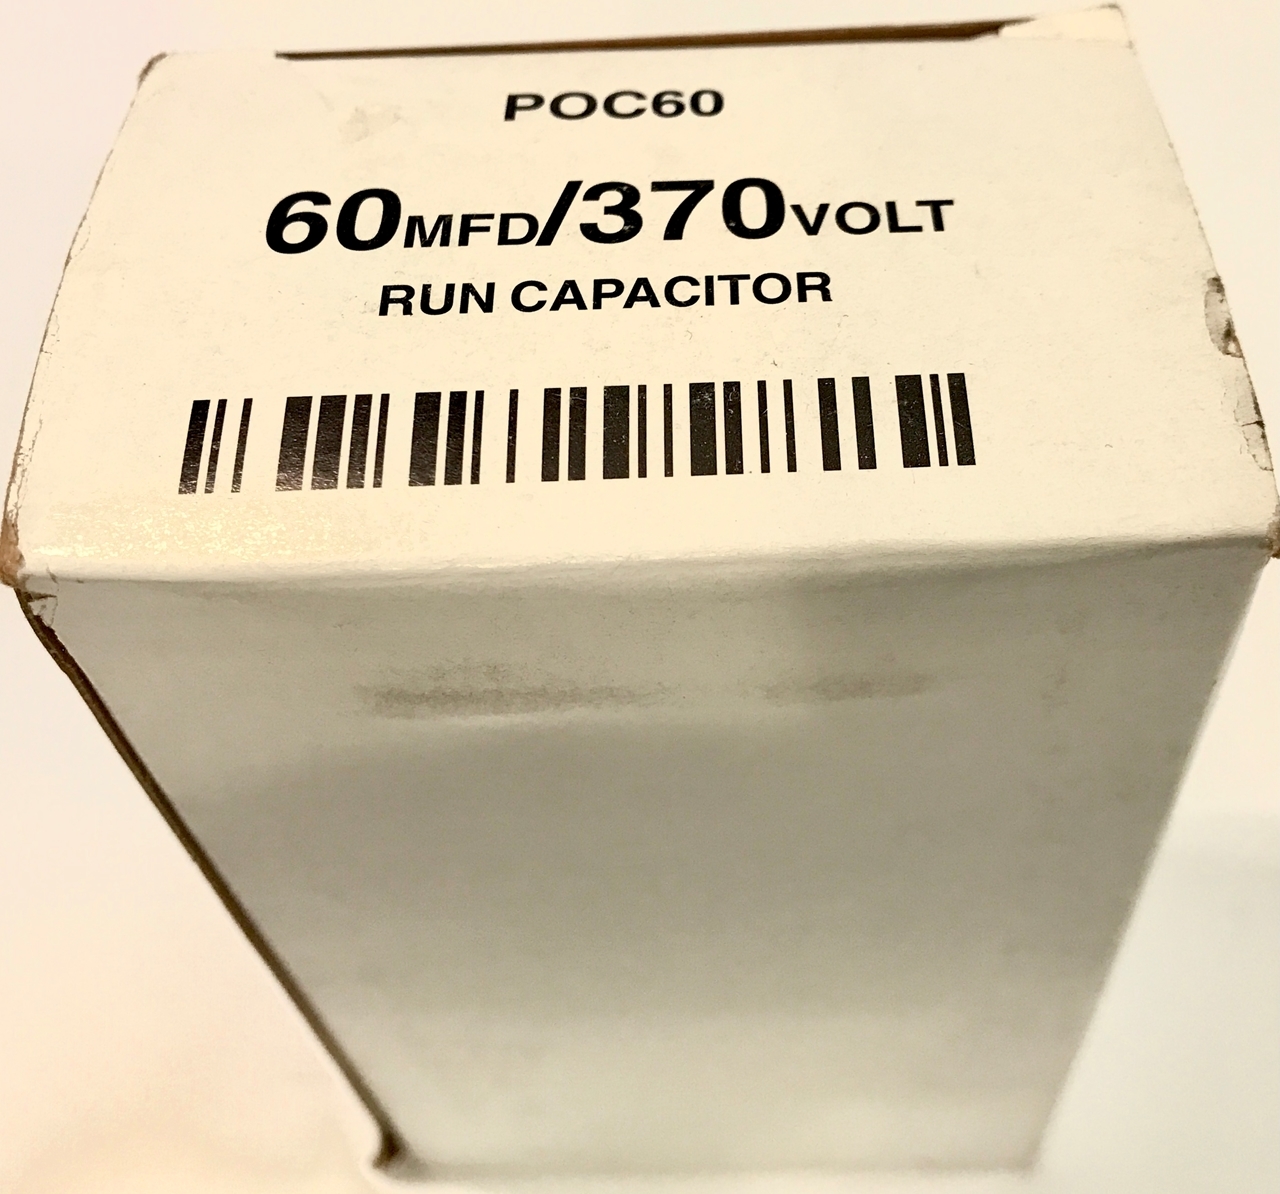 POC60
60MFD/370VOLT
RUN CAPACITOR